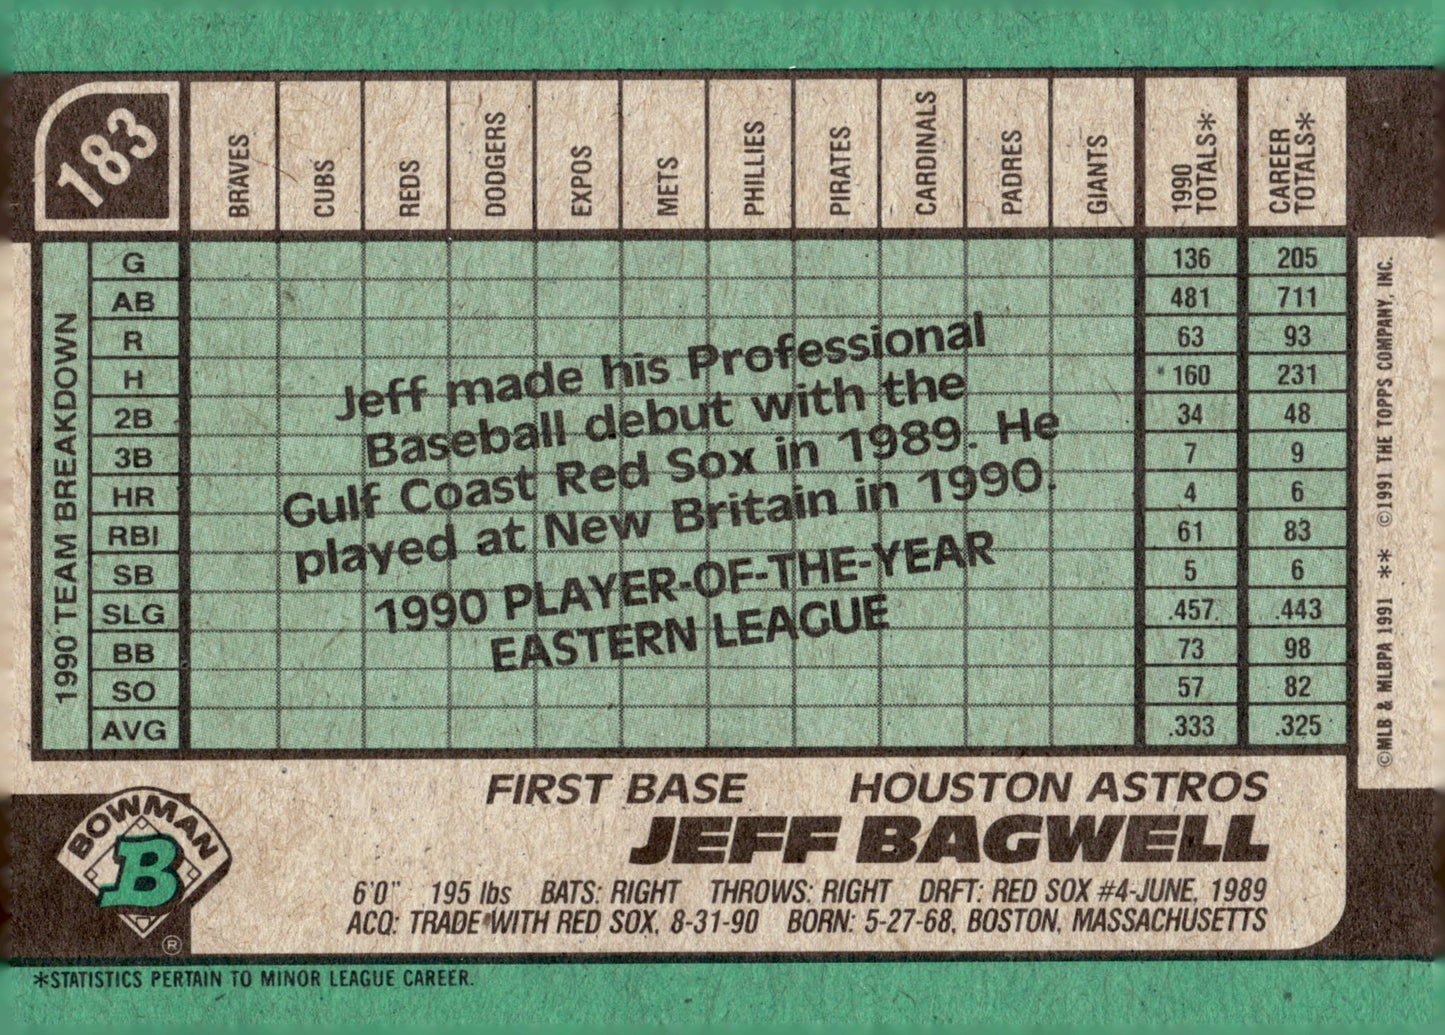 183
BRAVES CUBS REDS DODGERS EXPOS METS PHILLIES PIRATES CARDINALS PADRES GIANTS 1990 TOTALS* CAREER TOTALS*
1990 TEAM BREAKDOWN
G 136 205
AB 481 711
R 63 93
H 160 231
2B 34 48
3B 7 9
HR 4 6
RBI 61 83
SB 5 6
SLG .457 .443
BB 73 98
SO 57 82
AVG .333 .325
Jeff made his Professional
Baseball debut with the
Gulf Coast Red Sox in 1989. He
played at New Britain in 1990.
1990 PLAYER-OF-THE-YEAR
EASTERN LEAGUE
©MLB & MLBPA 1991 ** ©1991 THE TOPPS COMPANY, INC.
BOWMAN
B
®
FIRST BASE HOUSTON ASTROS
JEFF BAGWELL
6'0" 195 lbs BATS: RIGHT THROWS: RIGHT DRFT: RED SOX #4-JUNE, 1989
ACQ: TRADE WITH RED SOX, 8-31-90 BORN: 5-27-68, BOSTON, MASSACHUSETTS
*STATISTICS PERTAIN TO MINOR LEAGUE CAREER.